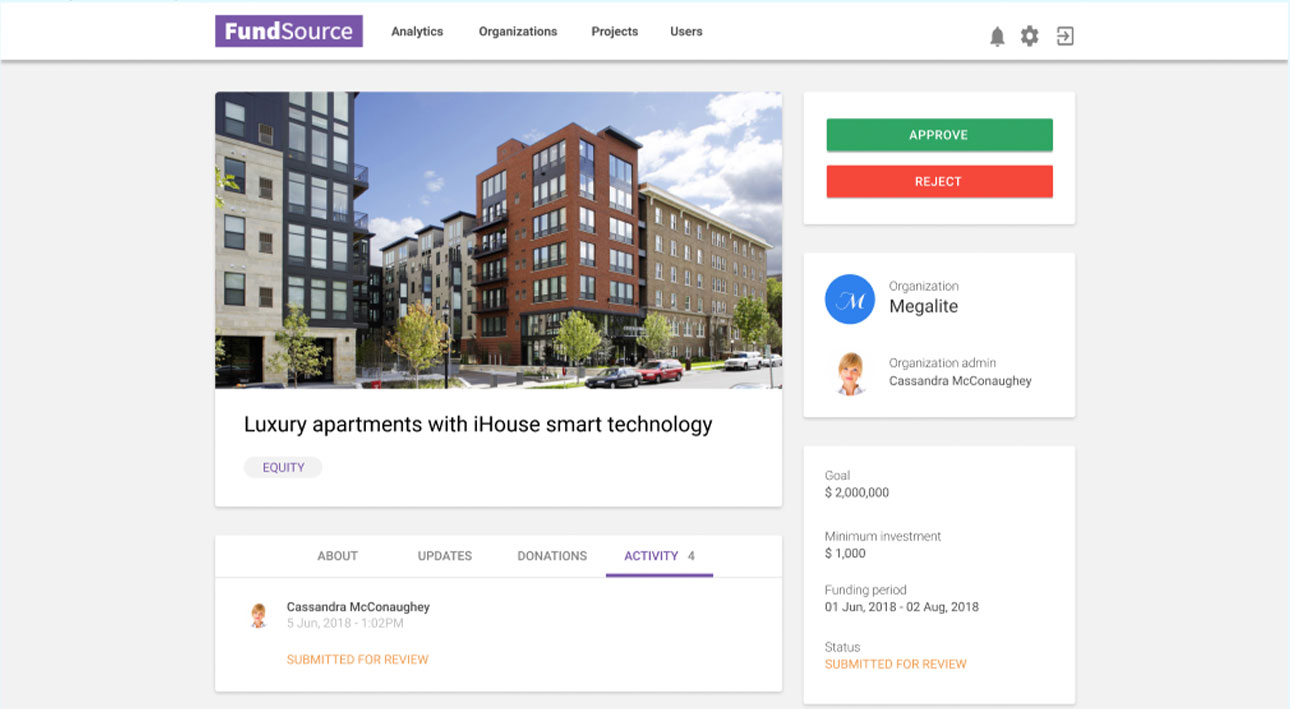 FundSource
Analytics
Organizations
Projects
Users
APPROVE
REJECT
M
Organization
Megalite
Organization admin
Cassandra McConaughey
Luxury apartments with iHouse smart technology
EQUITY
Goal
$ 2,000,000
Minimum investment
$ 1,000
Funding period
01 Jun, 2018 - 02 Aug, 2018
Status
SUBMITTED FOR REVIEW
ABOUT
UPDATES
DONATIONS
ACTIVITY 4
Cassandra McConaughey
5 Jun, 2018 - 1:02PM
SUBMITTED FOR REVIEW